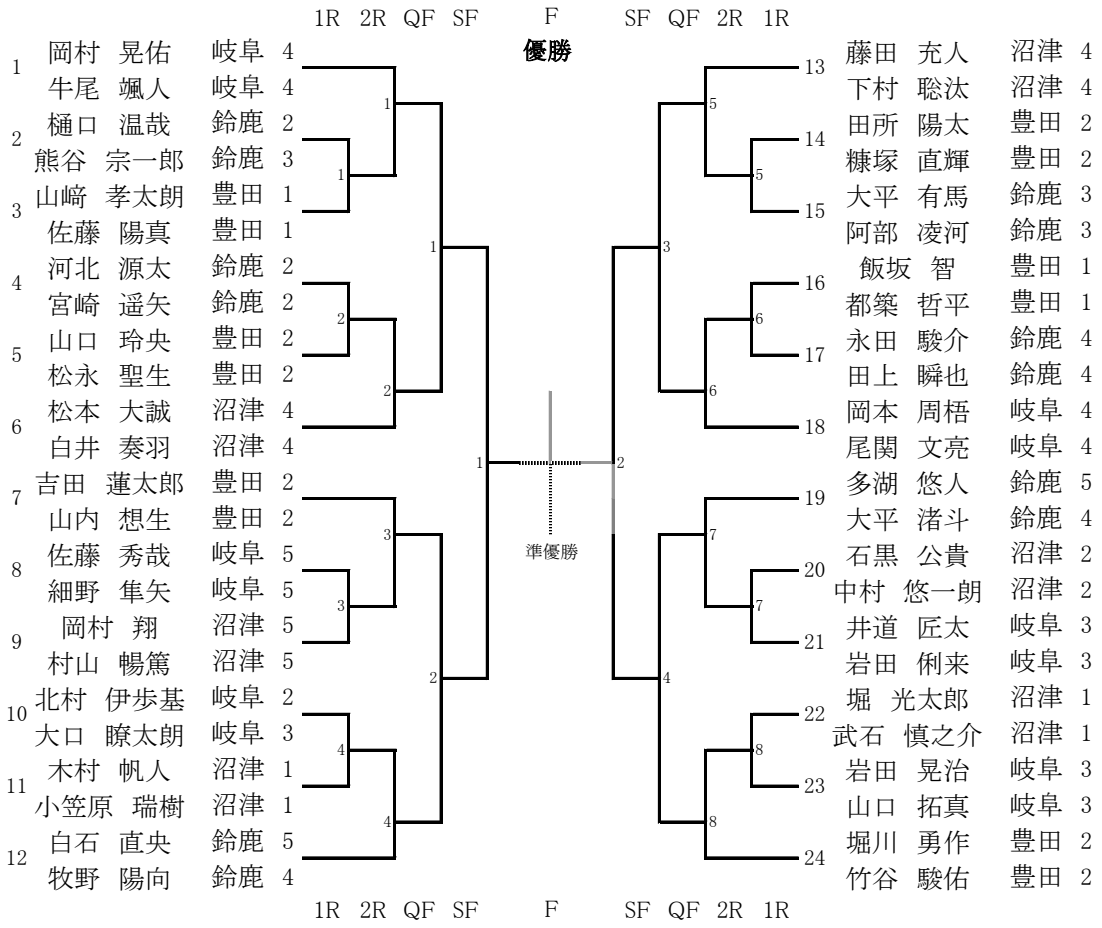 1R 2R QF SF F SF QF 2R 1R
優勝
1 岡村 晃佑 岐阜 4
牛尾 颯人 岐阜 4
2 樋口 温哉 鈴鹿 2
熊谷 宗一郎 鈴鹿 3
3 山﨑 孝太朗 豊田 1
佐藤 陽真 豊田 1
4 河北 源太 鈴鹿 2
宮崎 遥矢 鈴鹿 2
5 山口 玲央 豊田 2
松永 聖生 豊田 2
6 松本 大誠 沼津 4
白井 奏羽 沼津 4
7 吉田 蓮太郎 豊田 2
山内 想生 豊田 2
8 佐藤 秀哉 岐阜 5
細野 隼矢 岐阜 5
9 岡村 翔 沼津 5
村山 暢篤 沼津 5
10 北村 伊歩基 岐阜 2
大口 瞭太朗 岐阜 3
11 木村 帆人 沼津 1
小笠原 瑞樹 沼津 1
12 白石 直央 鈴鹿 5
牧野 陽向 鈴鹿 4
1
1
1
2
2
3
3
2
4
4
1
準優勝
2
5
5
3
6
6
7
7
4
8
8
13 藤田 充人 沼津 4
下村 聡汰 沼津 4
14 田所 陽太 豊田 2
糠塚 直輝 豊田 2
15 大平 有馬 鈴鹿 3
阿部 凌河 鈴鹿 3
16 飯坂 智 豊田 1
都築 哲平 豊田 1
17 永田 駿介 鈴鹿 4
田上 瞬也 鈴鹿 4
18 岡本 周梧 岐阜 4
尾関 文亮 岐阜 4
19 多湖 悠人 鈴鹿 5
大平 渚斗 鈴鹿 4
20 石黒 公貴 沼津 2
中村 悠一朗 沼津 2
21 井道 匠太 岐阜 3
岩田 俐来 岐阜 3
22 堀 光太郎 沼津 1
武石 慎之介 沼津 1
23 岩田 晃治 岐阜 3
山口 拓真 岐阜 3
24 堀川 勇作 豊田 2
竹谷 駿佑 豊田 2
1R 2R QF SF F SF QF 2R 1R